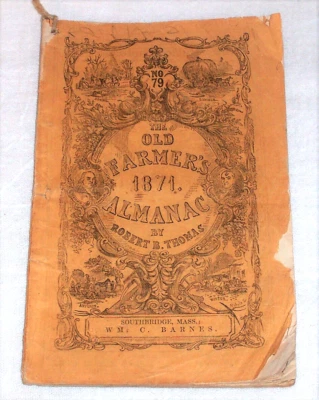 NO
79
THE
OLD
FARMER'S
1871.
ALMANAC
BY
ROBERT B. THOMAS.
SOUTHBRIDGE, MASS.:
WM: C. BARNES.